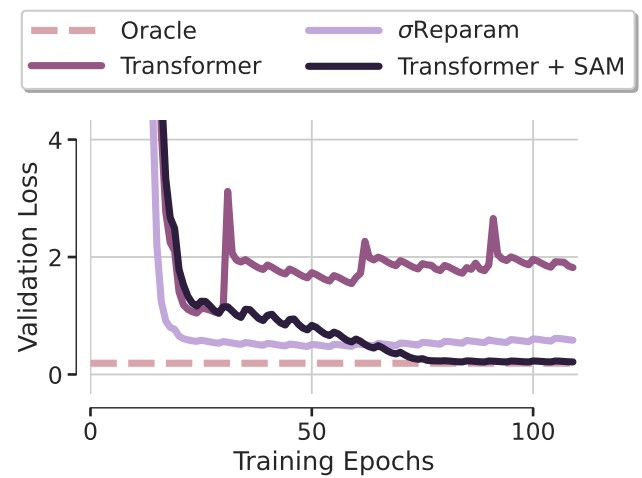 Oracle
σReparam
Transformer
Transformer + SAM
4
2
0
Validation Loss
0
50
100
Training Epochs